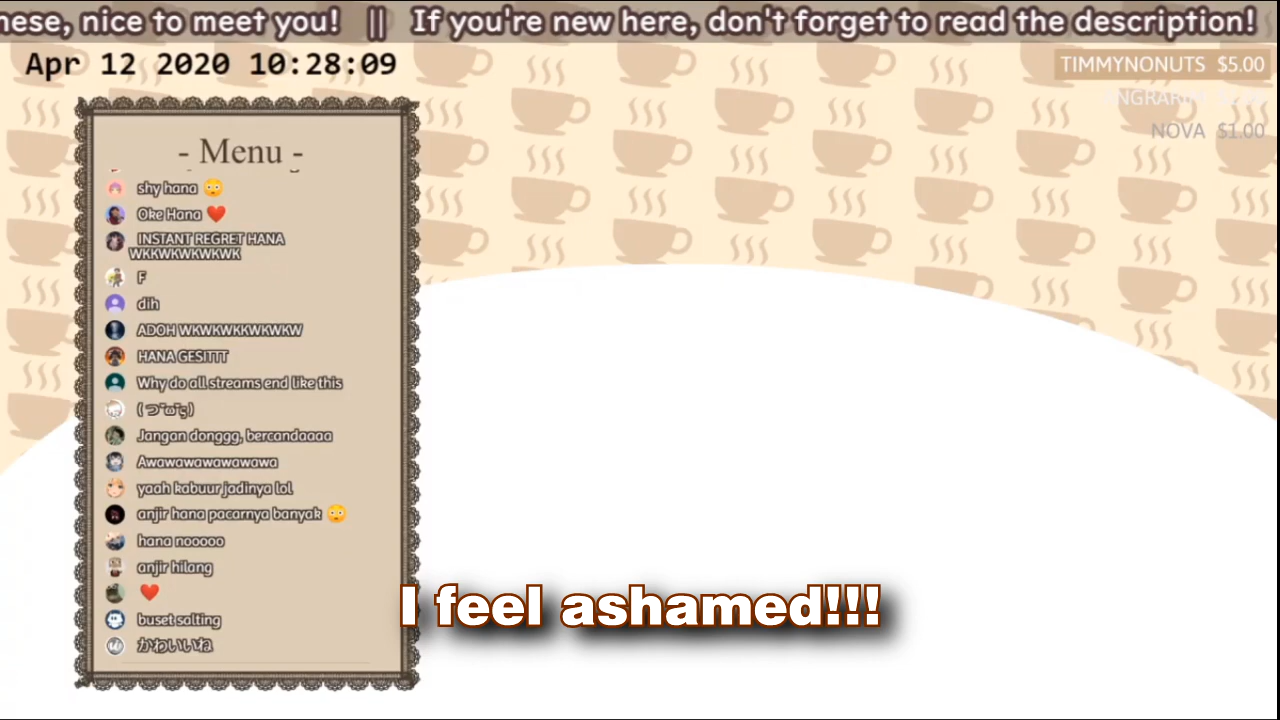 nese, nice to meet you! || If you're new here, don't forget to read the description!
Apr 12 2020 10:28:09
TIMMYNONUTS $5.00
NOVA $1.00
- Menu -
shy hana 😳
Oke Hana ❤️
INSTANT REGRET HANA
WKWKWKWKWK
F
dih
ADOH WKWKWKKWKWKW
HANA GESITTT
Why do all streams end like this
Jangan donggg, bercandaaaa
Awawawawawawawa
yaah kabuur jadinya lol
anjir hana pacarnya banyak 😳
hana nooooo
anjir hilang
❤️
buset salting
かわいいね
I feel ashamed!!!